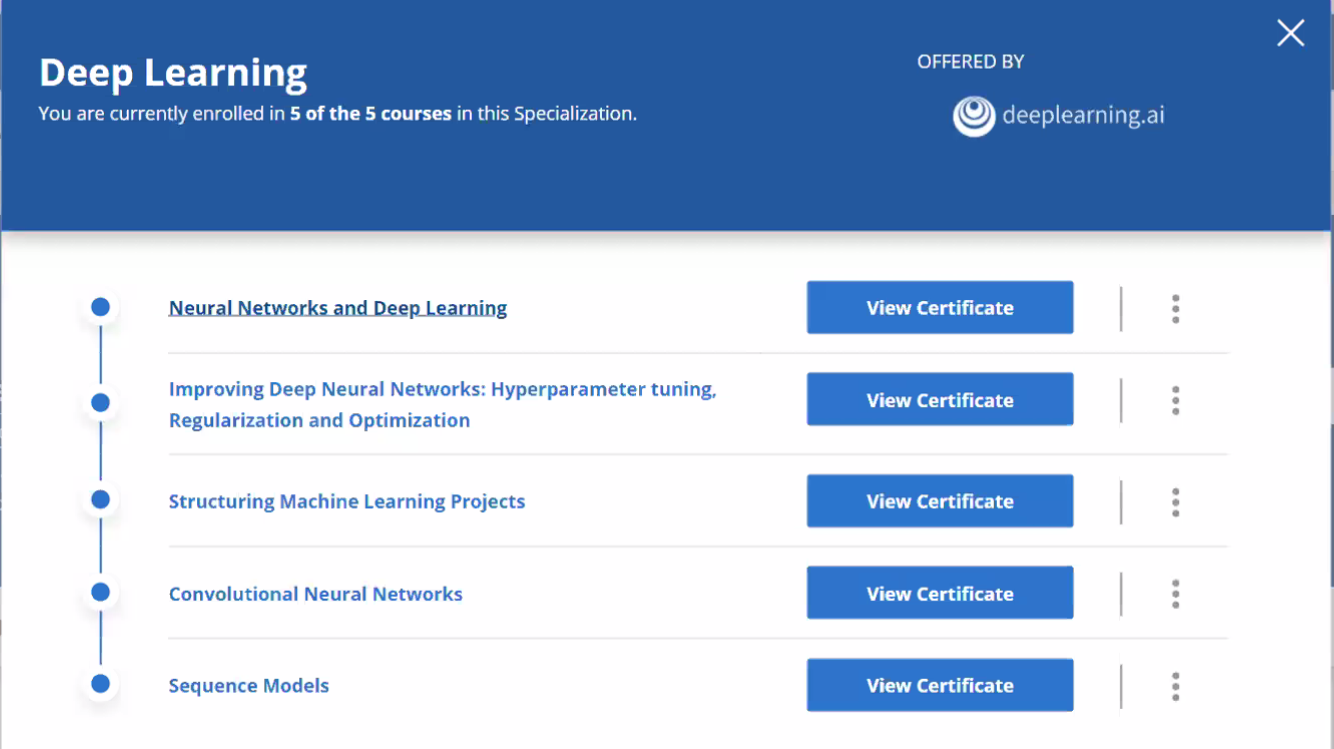 Deep Learning
You are currently enrolled in 5 of the 5 courses in this Specialization.
OFFERED BY
deeplearning.ai
Neural Networks and Deep Learning
View Certificate
Improving Deep Neural Networks: Hyperparameter tuning,
Regularization and Optimization
View Certificate
Structuring Machine Learning Projects
View Certificate
Convolutional Neural Networks
View Certificate
Sequence Models
View Certificate